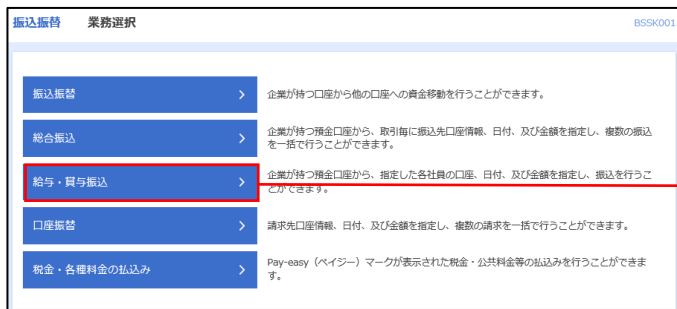 振込振替 業務選択 BSSK001
振込振替 企業が持つ口座から他の口座への資金移動を行うことができます。
総合振込 企業が持つ預金口座から、取引毎に振込先口座情報、日付、及び金額を指定し、複数の振込
を一括で行うことができます。
給与・賞与振込 企業が持つ預金口座から、指定した各社員の口座、日付、及び金額を指定し、振込を行うこ
とができます。
口座振替 請求先口座情報、日付、及び金額を指定し、複数の請求を一括で行うことができます。
税金・各種料金の払込み Pay-easy（ペイジー）マークが表示された税金・公共料金等の払込みを行うことができま
す。